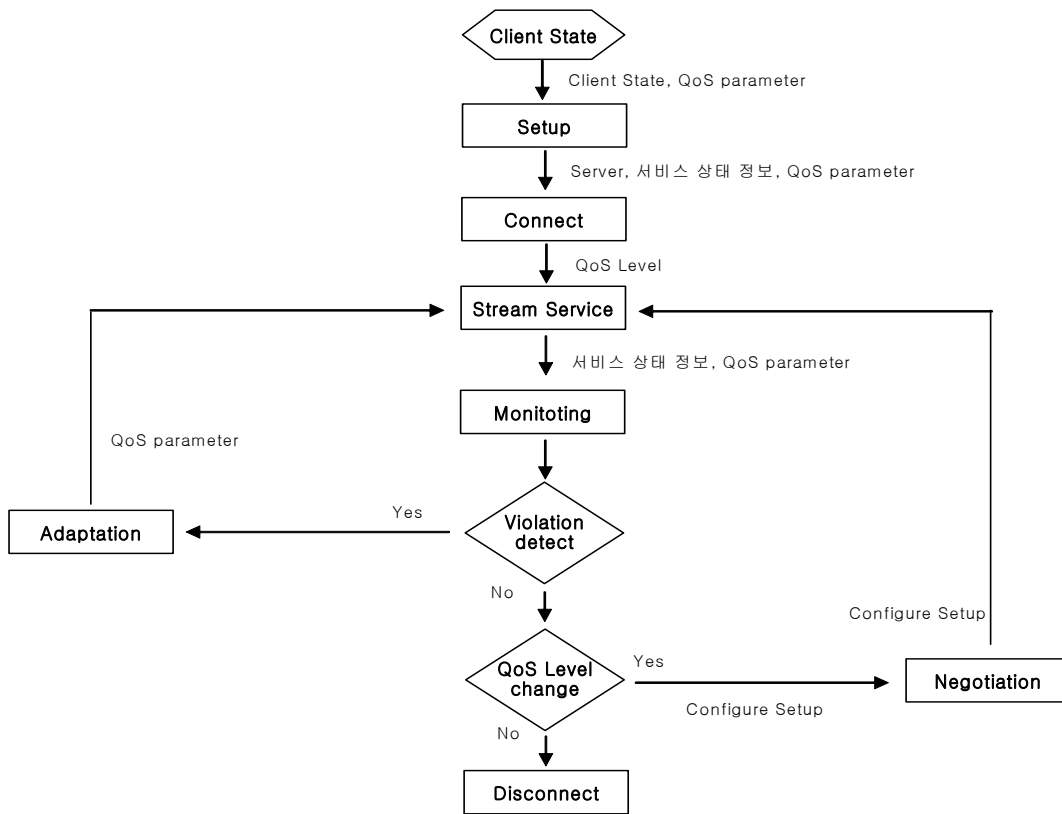 Client State
Client State, QoS parameter
Setup
Server, 서비스 상태 정보, QoS parameter
Connect
QoS Level
Stream Service
서비스 상태 정보, QoS parameter
Monitoting
QoS parameter
Yes
Adaptation
Violation
detect
No
Configure Setup
QoS Level
change
Yes
Negotiation
Configure Setup
No
Disconnect